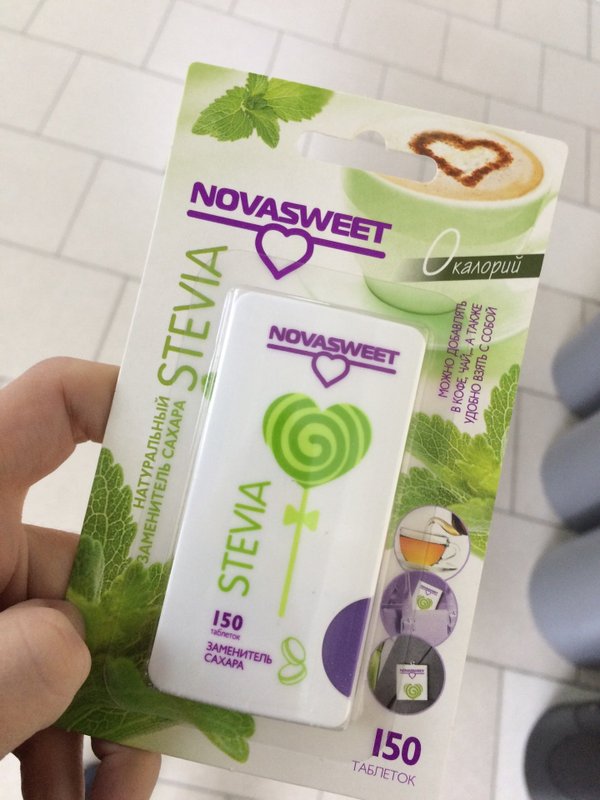 NOVASWEET
0 калорий
STEVIA
НАТУРАЛЬНЫЙ
ЗАМЕНИТЕЛЬ САХАРА
МОЖНО ДОБАВЛЯТЬ
В КОФЕ, ЧАЙ... А ТАКЖЕ
УДОБНО ВЗЯТЬ С СОБОЙ
NOVASWEET
STEVIA
150
таблеток
ЗАМЕНИТЕЛЬ
САХАРА
150
ТАБЛЕТОК